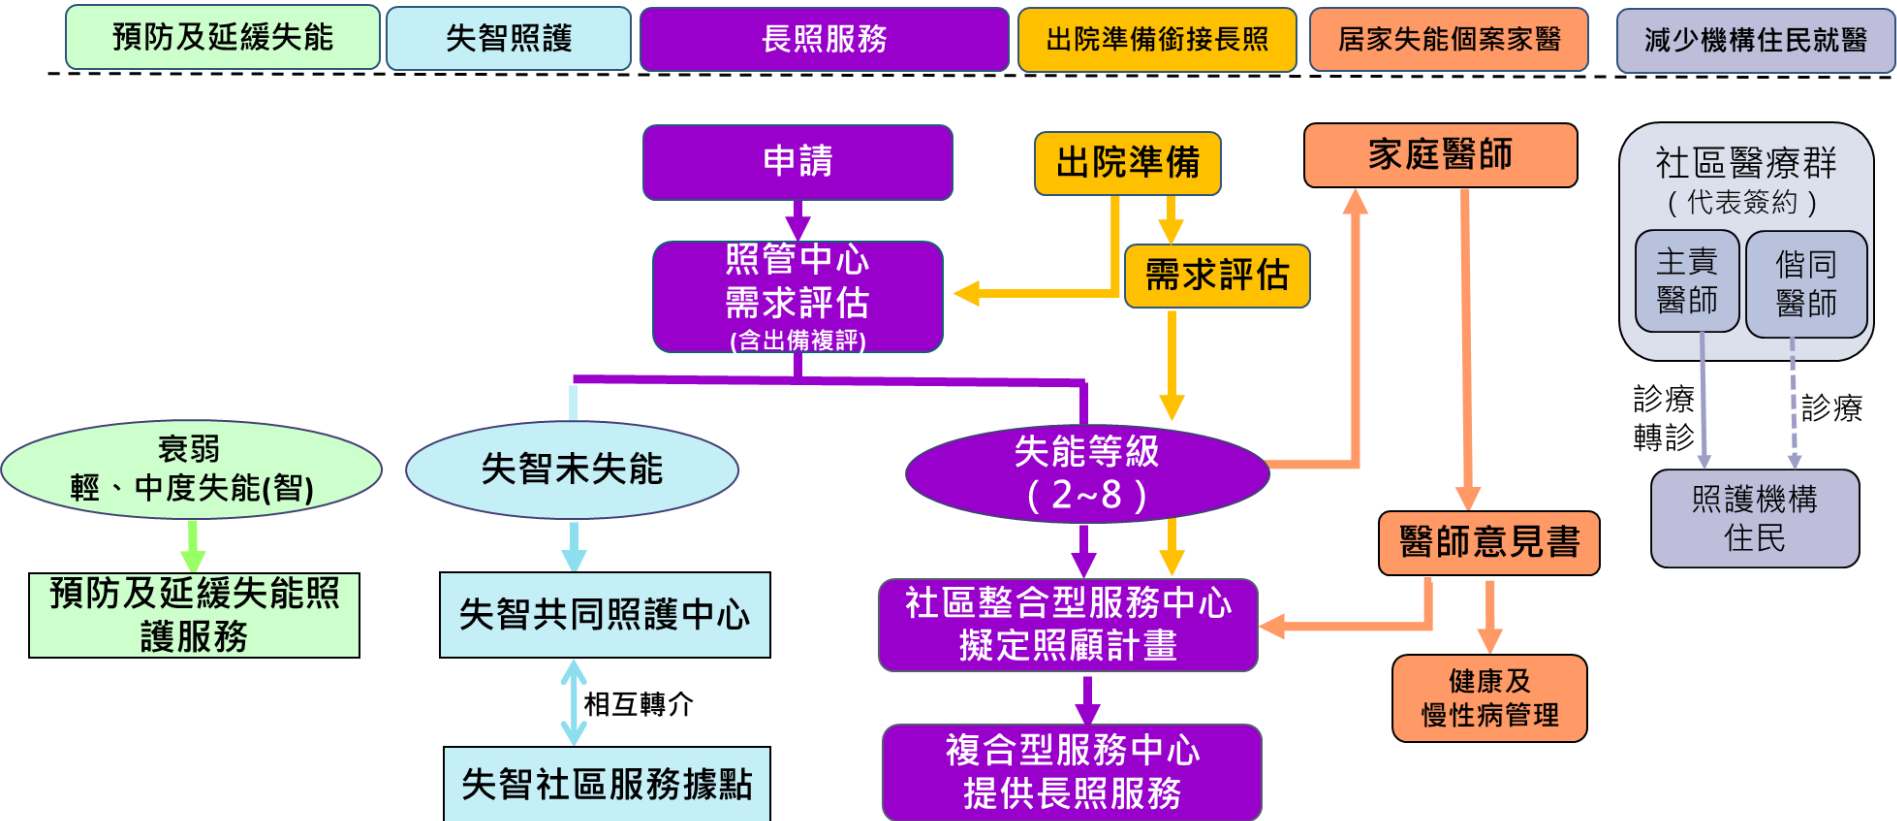 預防及延緩失能
失智照護
長照服務
出院準備銜接長照
居家失能個案家醫
減少機構住民就醫
申請
照管中心
需求評估
(含出備複評)
出院準備
需求評估
家庭醫師
社區醫療群
（代表簽約）
主責
醫師
偕同
醫師
診療
轉診
診療
照護機構
住民
衰弱
輕、中度失能(智)
預防及延緩失能照
護服務
失智未失能
失智共同照護中心
相互轉介
失智社區服務據點
失能等級
（2~8）
社區整合型服務中心
擬定照顧計畫
複合型服務中心
提供長照服務
醫師意見書
健康及
慢性病管理